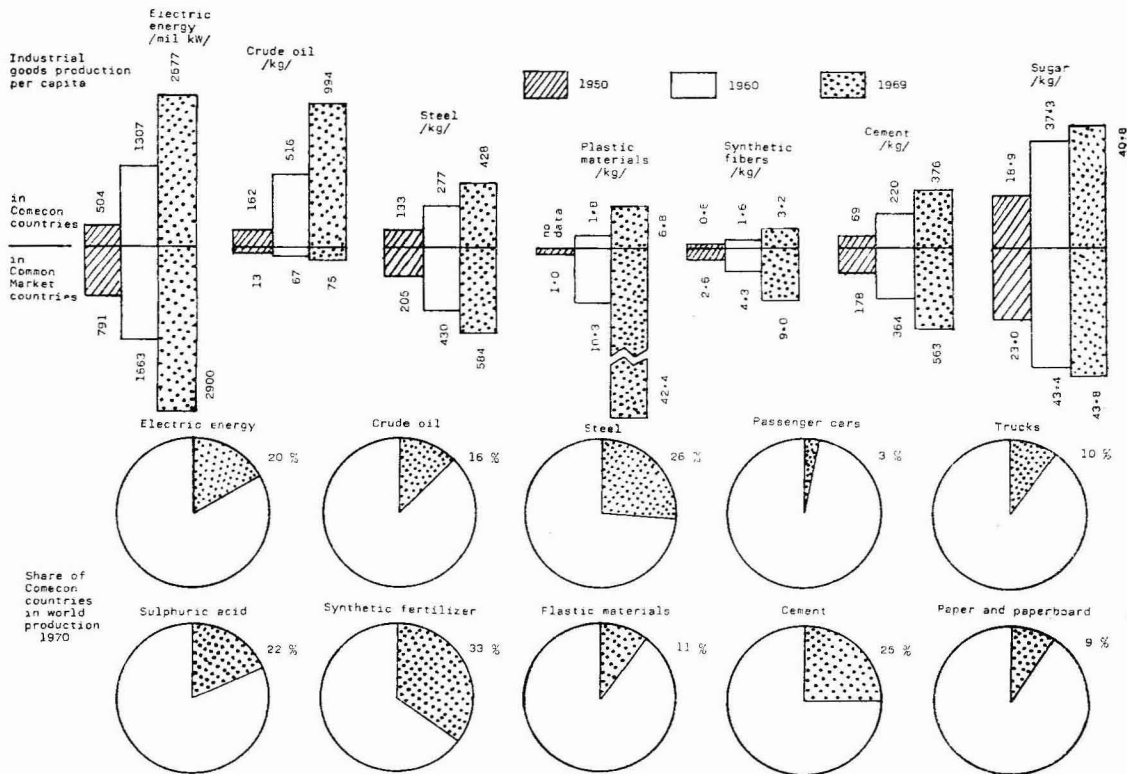 Industrial
goods production
per capita
in
Comecon
countries
in
Common
Market
countries
1950
1960
1969
Electric
energy
/mil kW/
504
1307
2677
791
1663
2900
Crude oil
/kg/
162
516
994
13
67
75
Steel
/kg/
133
277
428
205
430
584
Plastic
materials
/kg/
no
data
1·8
6·8
1·0
10·3
42·4
Synthetic
fibers
/kg/
0·6
1·6
3·2
2·6
4·3
9·0
Cement
/kg/
69
220
376
178
364
563
Sugar
/kg/
18·9
37·3
40·8
23·0
43·4
43·8
Share of
Comecon
countries
in world
production
1970
Electric energy
20 %
Crude oil
16 %
Steel
26 %
Passenger cars
3 %
Trucks
10 %
Sulphuric acid
22 %
Synthetic fertilizer
33 %
Plastic materials
11 %
Cement
25 %
Paper and paperboard
9 %